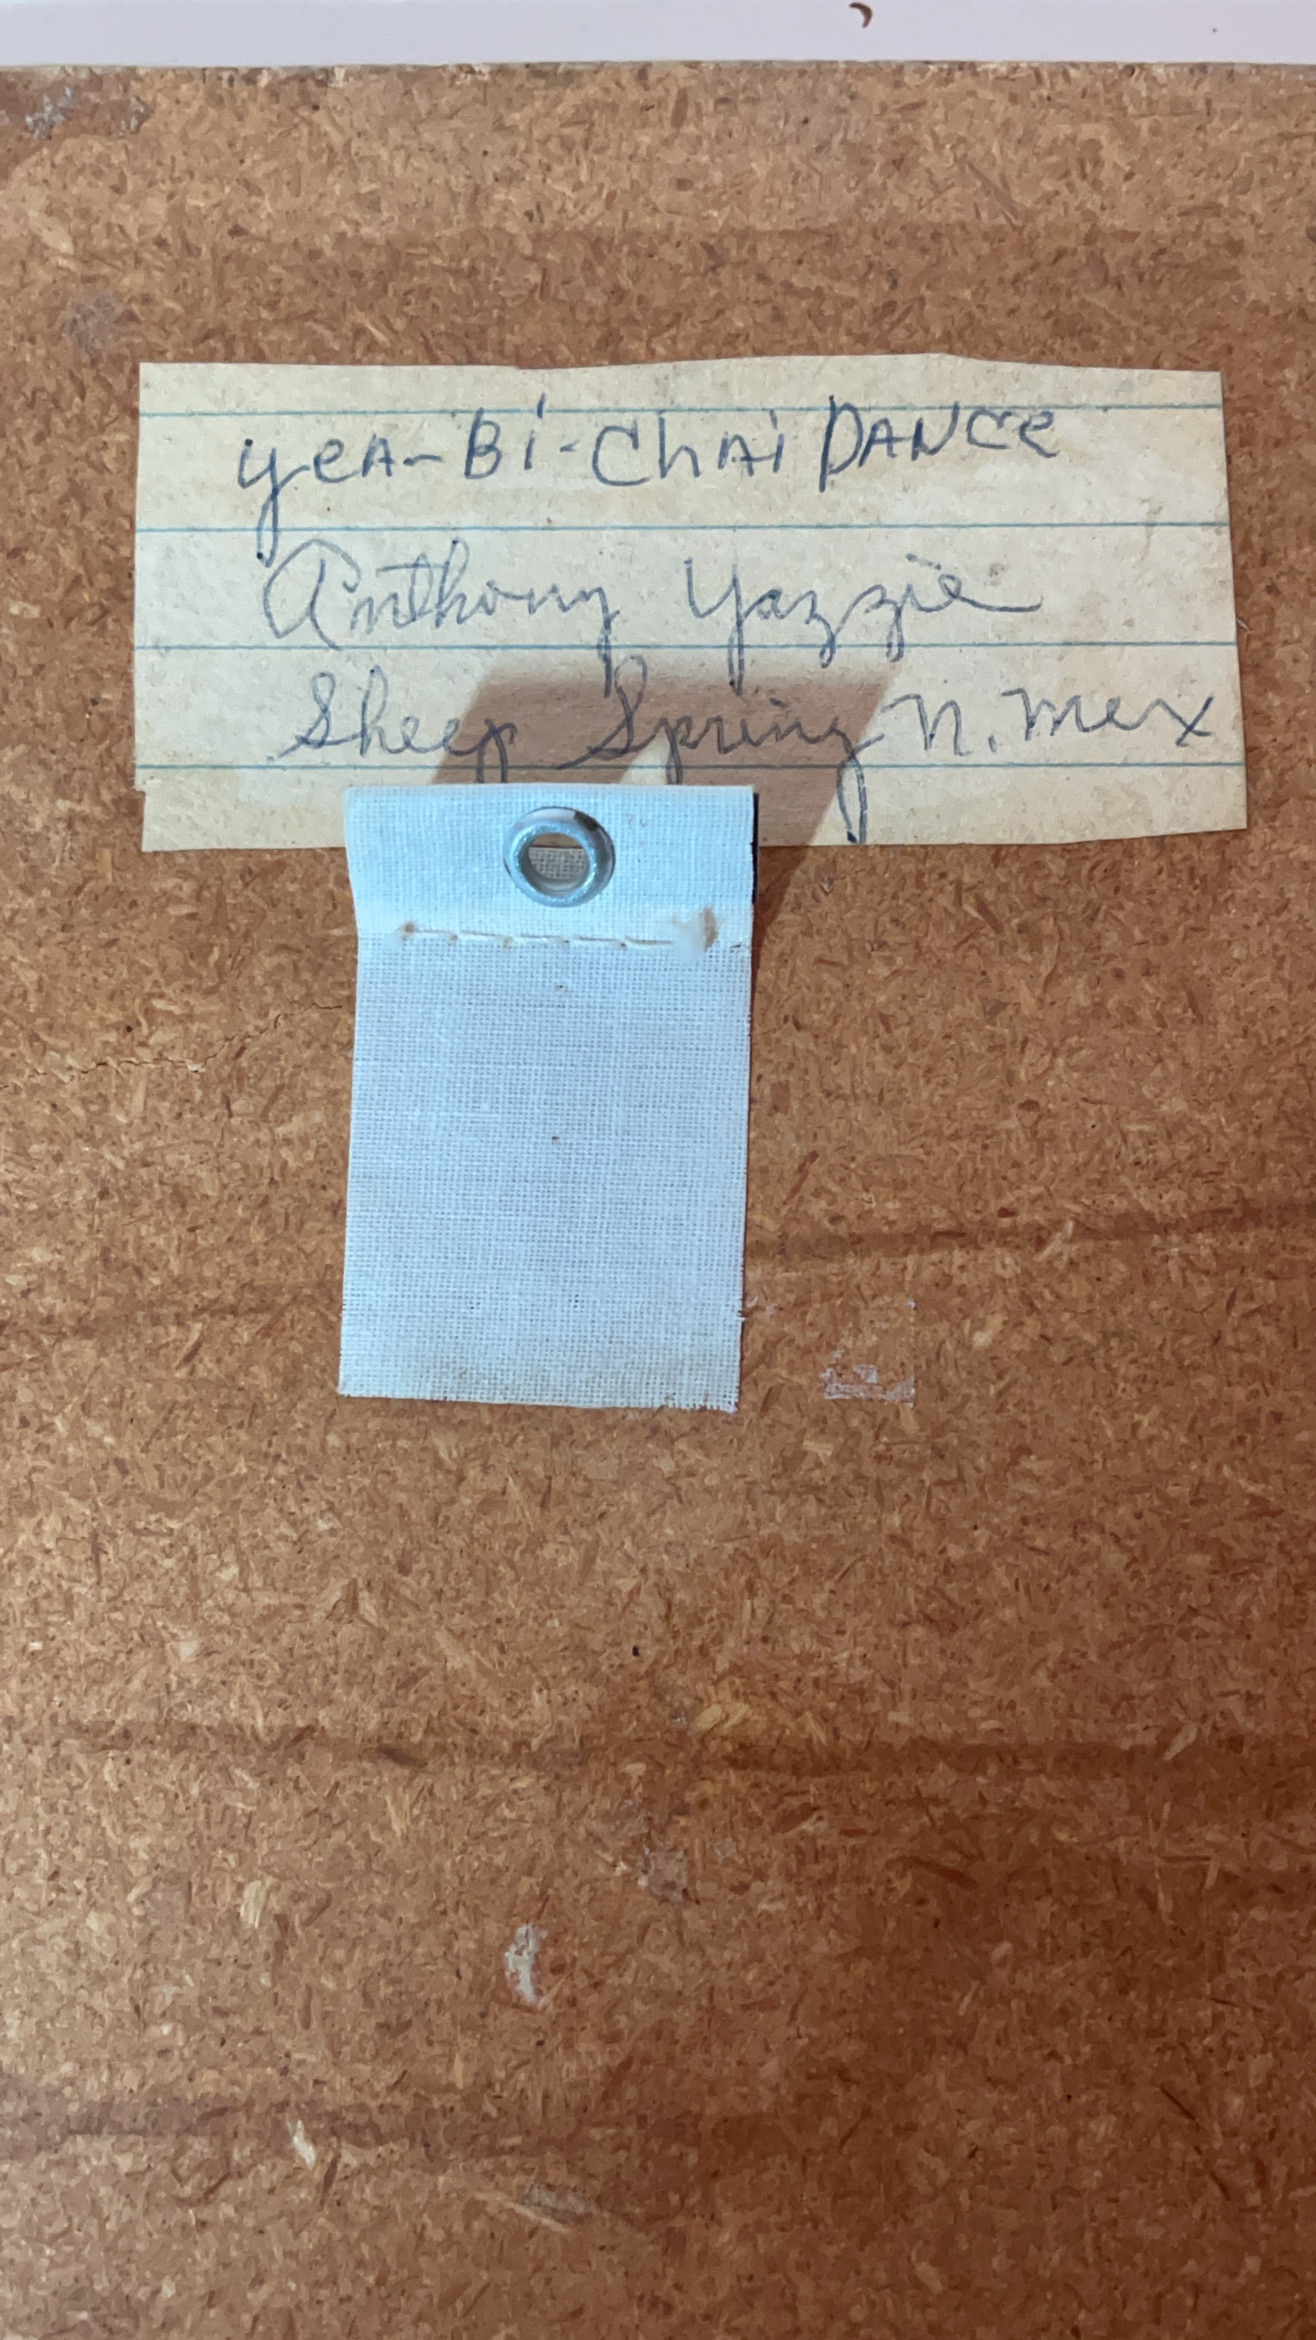 yeA-Bi-ChAi DANCe
Anthony Yazzie
Sheep Spring N. Mex